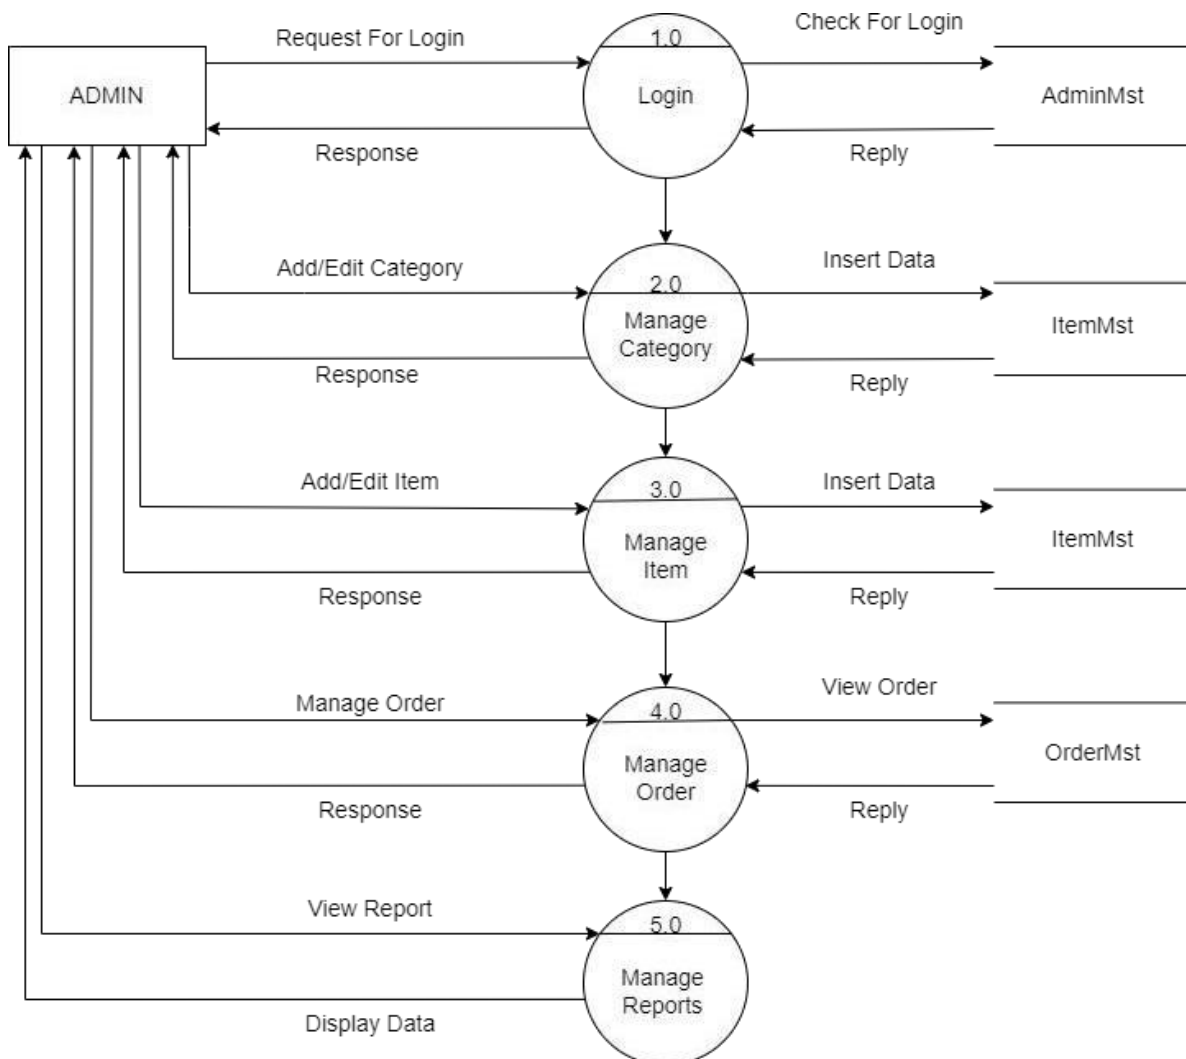 Request For Login
1.0
Check For Login
ADMIN
Login
AdminMst
Response
Reply
Add/Edit Category
2.0
Insert Data
Manage
Category
ItemMst
Response
Reply
Add/Edit Item
3.0
Insert Data
Manage
Item
ItemMst
Response
Reply
Manage Order
4.0
View Order
Manage
Order
OrderMst
Response
Reply
View Report
5.0
Manage
Reports
Display Data